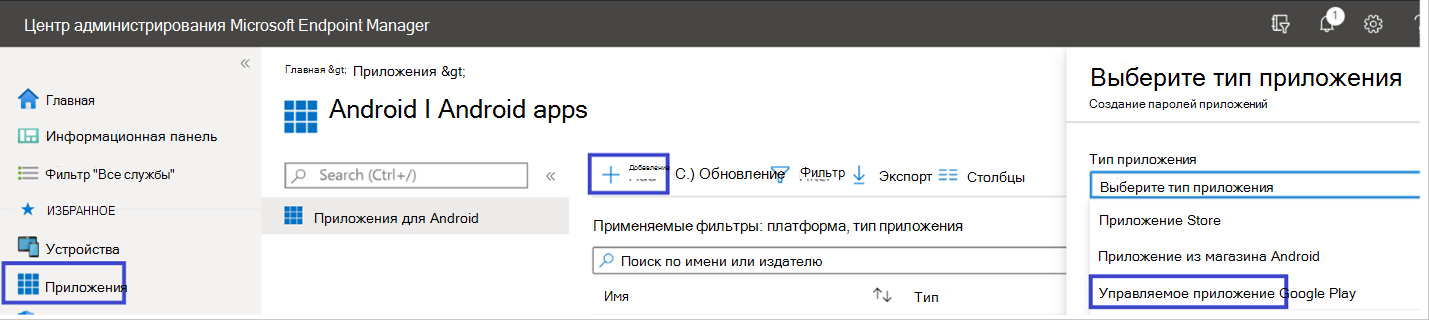 Центр администрирования Microsoft Endpoint Manager
1
Главная
Информационная панель
Фильтр "Все службы"
ИЗБРАННОЕ
Устройства
Приложения
Главная &gt; Приложения &gt;
Android I Android apps
Search (Ctrl+/)
Приложения для Android
Добавление С.) Обновление Фильтр Экспорт Столбцы
Применяемые фильтры: платформа, тип приложения
Поиск по имени или издателю
Имя Тип
Выберите тип приложения
Создание паролей приложений
Тип приложения
Выберите тип приложения
Приложение Store
Приложение из магазина Android
Управляемое приложение Google Play